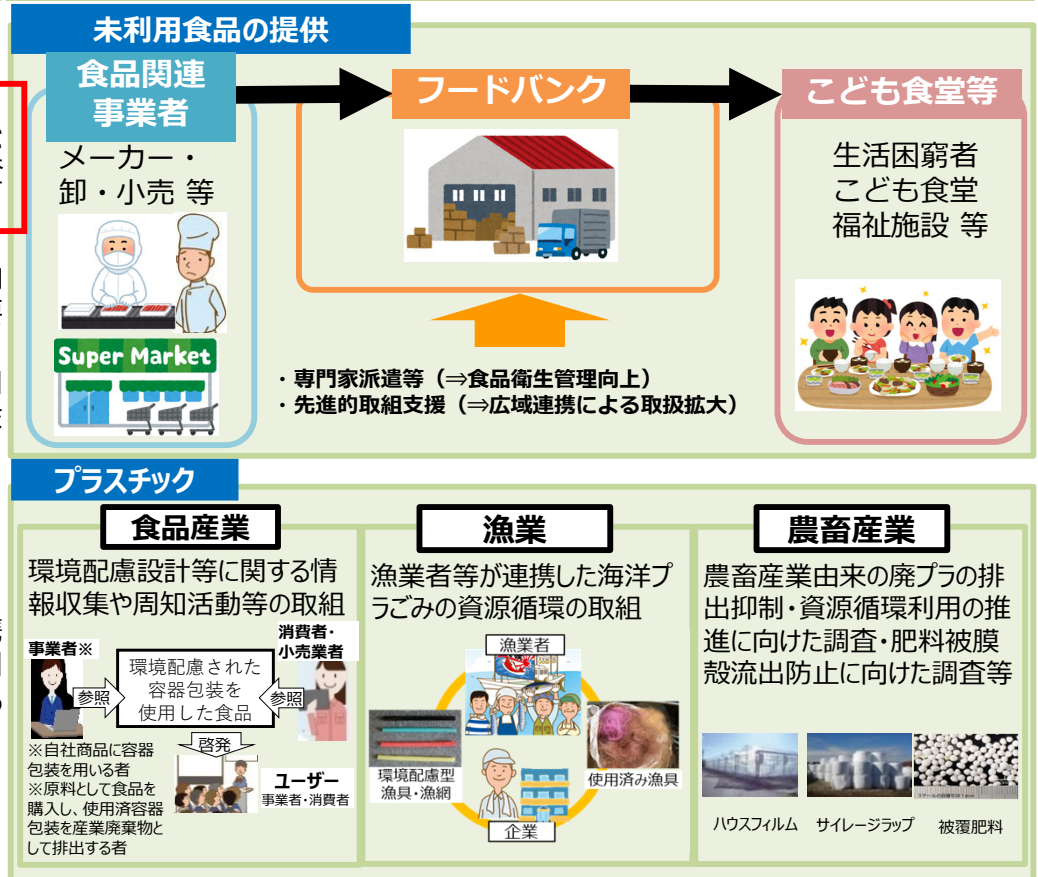 未利用食品の提供
食品関連
事業者
メーカー・
卸・小売 等
Super Market
フードバンク
・専門家派遣等（⇒食品衛生管理向上）
・先進的取組支援（⇒広域連携による取扱拡大）
こども食堂等
生活困窮者
こども食堂
福祉施設 等
プラスチック
食品産業
環境配慮設計等に関する情
報収集や周知活動等の取組
事業者※
消費者・
小売業者
参照
環境配慮された
容器包装を
使用した食品
参照
啓発
ユーザー
事業者・消費者
※自社商品に容器
包装を用いる者
※原料として食品を
購入し、使用済容器
包装を産業廃棄物と
して排出する者
漁業
漁業者等が連携した海洋プ
ラごみの資源循環の取組
漁業者
環境配慮型
漁具・漁網
使用済み漁具
企業
農畜産業
農畜産業由来の廃プラの排
出抑制・資源循環利用の推
進に向けた調査・肥料被膜
殻流出防止に向けた調査等
ハウスフィルム
サイレージラップ
被覆肥料